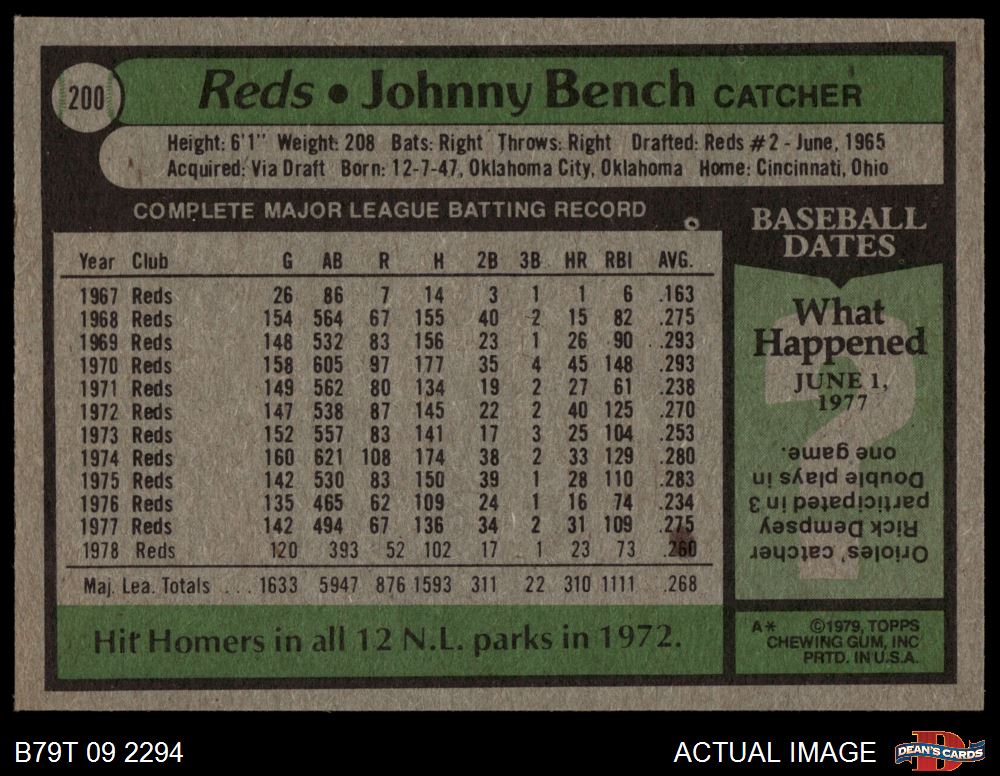 200
Reds • Johnny Bench CATCHER
Height: 6'1" Weight: 208 Bats: Right Throws: Right Drafted: Reds #2 - June, 1965
Acquired: Via Draft Born: 12-7-47, Oklahoma City, Oklahoma Home: Cincinnati, Ohio
COMPLETE MAJOR LEAGUE BATTING RECORD
Year Club G AB R H 2B 3B HR RBI AVG.
1967 Reds 26 86 7 14 3 1 1 6 .163
1968 Reds 154 564 67 155 40 2 15 82 .275
1969 Reds 148 532 83 156 23 1 26 90 .293
1970 Reds 158 605 97 177 35 4 45 148 .293
1971 Reds 149 562 80 134 19 2 27 61 .238
1972 Reds 147 538 87 145 22 2 40 125 .270
1973 Reds 152 557 83 141 17 3 25 104 .253
1974 Reds 160 621 108 174 38 2 33 129 .280
1975 Reds 142 530 83 150 39 1 28 110 .283
1976 Reds 135 465 62 109 24 1 16 74 .234
1977 Reds 142 494 67 136 34 2 31 109 .275
1978 Reds 120 393 52 102 17 1 23 73 .260
Maj. Lea. Totals . . . 1633 5947 876 1593 311 22 310 1111 .268
Hit Homers in all 12 N.L. parks in 1972.
BASEBALL
DATES
What
Happened
JUNE 1,
1977
Orioles' catcher
Rick Dempsey
participated in 3
Double plays in
one game.
A* ©1979, TOPPS
CHEWING GUM, INC
PRTD. IN U.S.A.
B79T 09 2294
ACTUAL IMAGE
DEAN'S CARDS